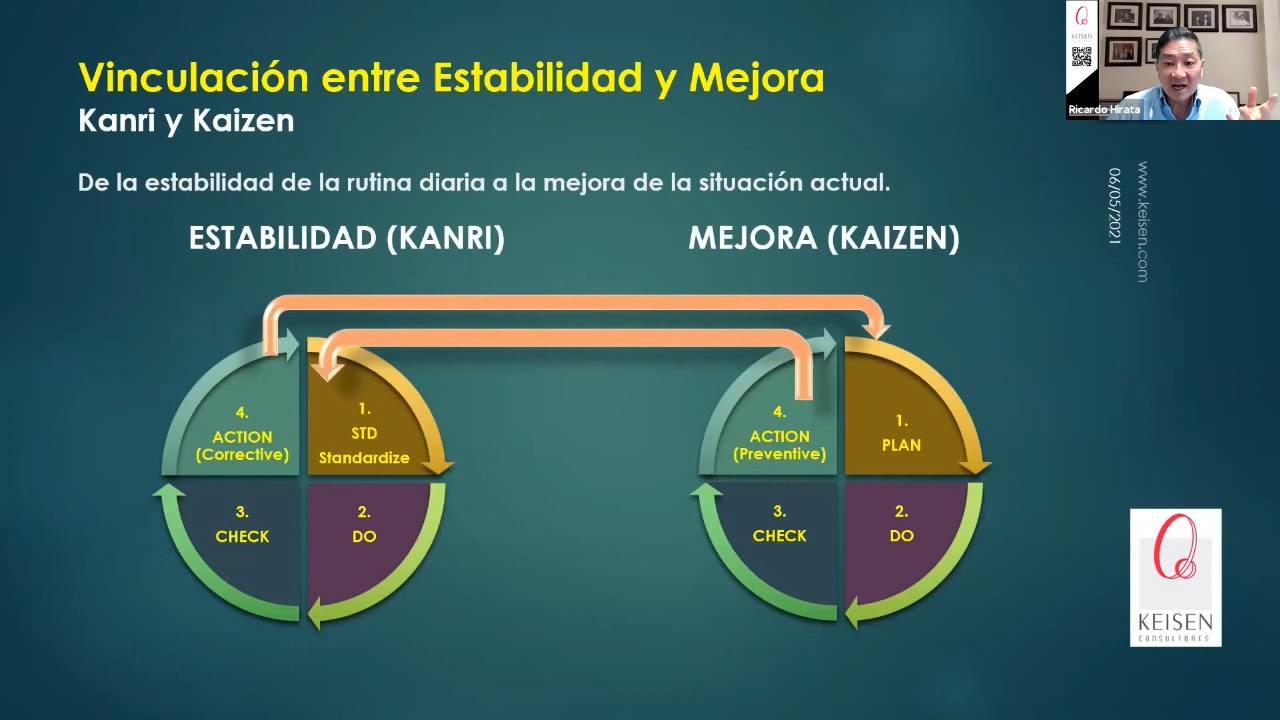 Vinculación entre Estabilidad y Mejora
Kanri y Kaizen
De la estabilidad de la rutina diaria a la mejora de la situación actual.
ESTABILIDAD (KANRI)
MEJORA (KAIZEN)
4.
ACTION
(Corrective)
1.
STD
Standardize
3.
CHECK
2.
DO
4.
ACTION
(Preventive)
1.
PLAN
3.
CHECK
2.
DO
KEISEN
Ricardo Hirata
www.keisen.com
06/05/2021
KEISEN
CONSULTORES